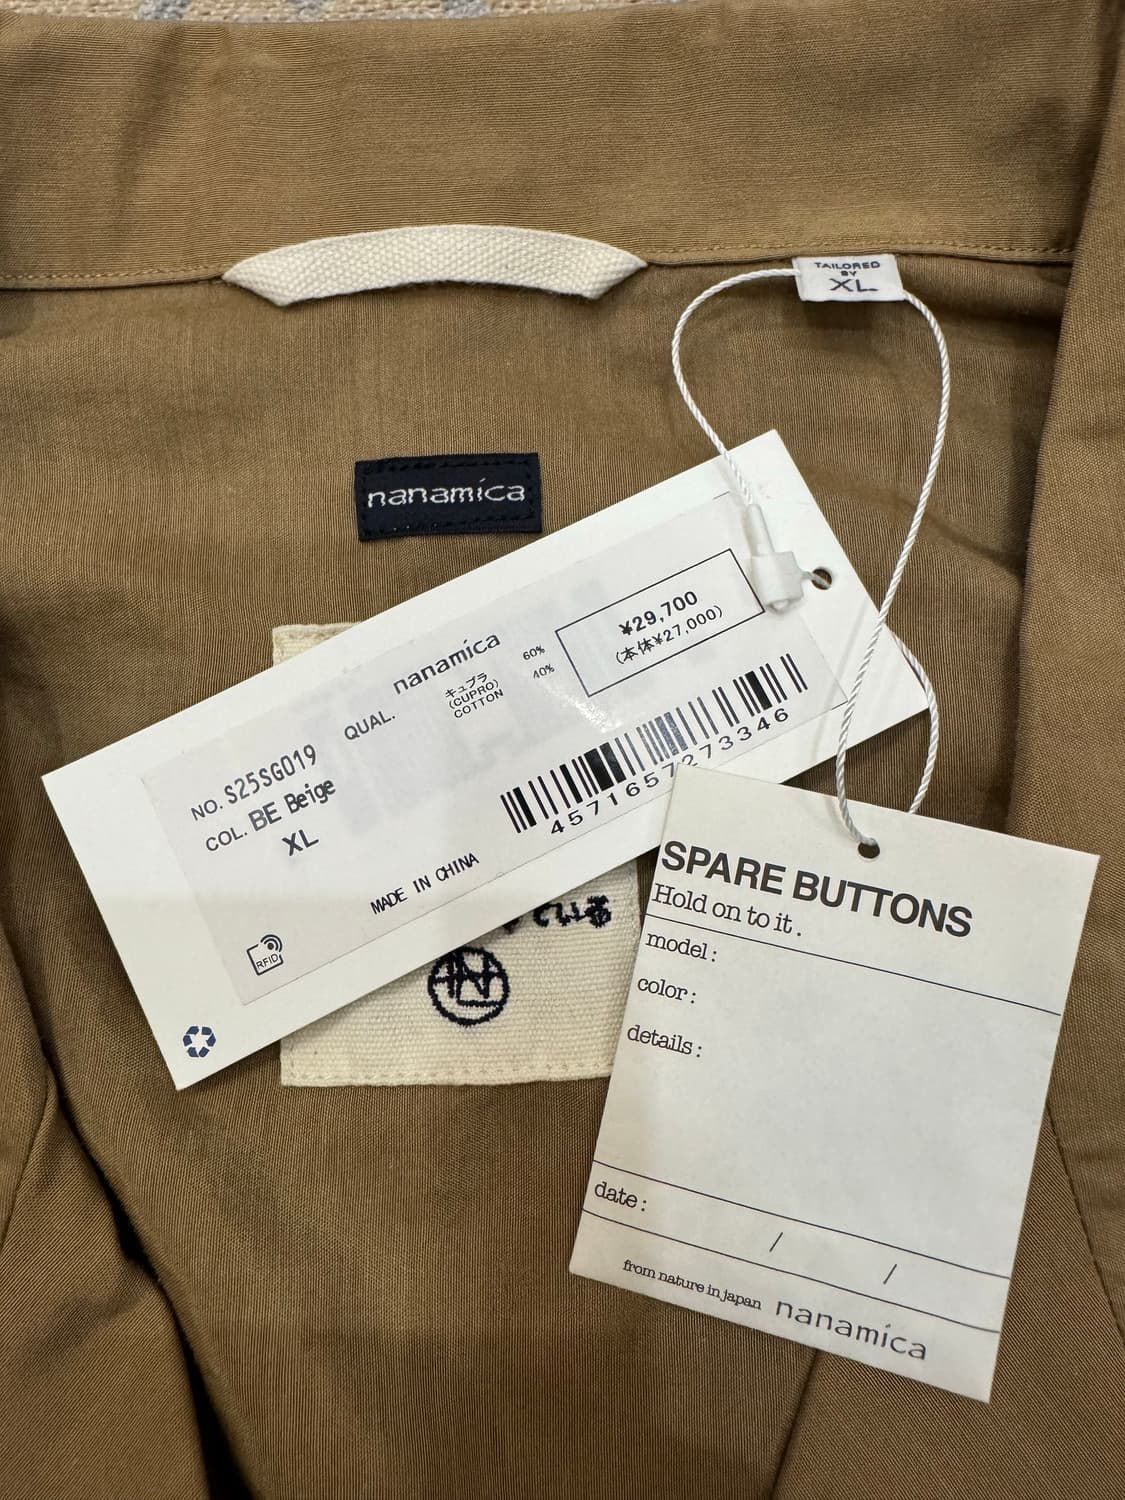 TAILORED
BY
XL
nanamica
nanamica
QUAL.
キュプラ 60%
(CUPRO)
COTTON 40%
¥29,700
(本体¥27,000)
NO. S25SG019
COL. BE Beige
XL
4571657273346
MADE IN CHINA
RFID
SPARE BUTTONS
Hold on to it.
model:
color:
details:
date: / /
from nature in japan nanamica